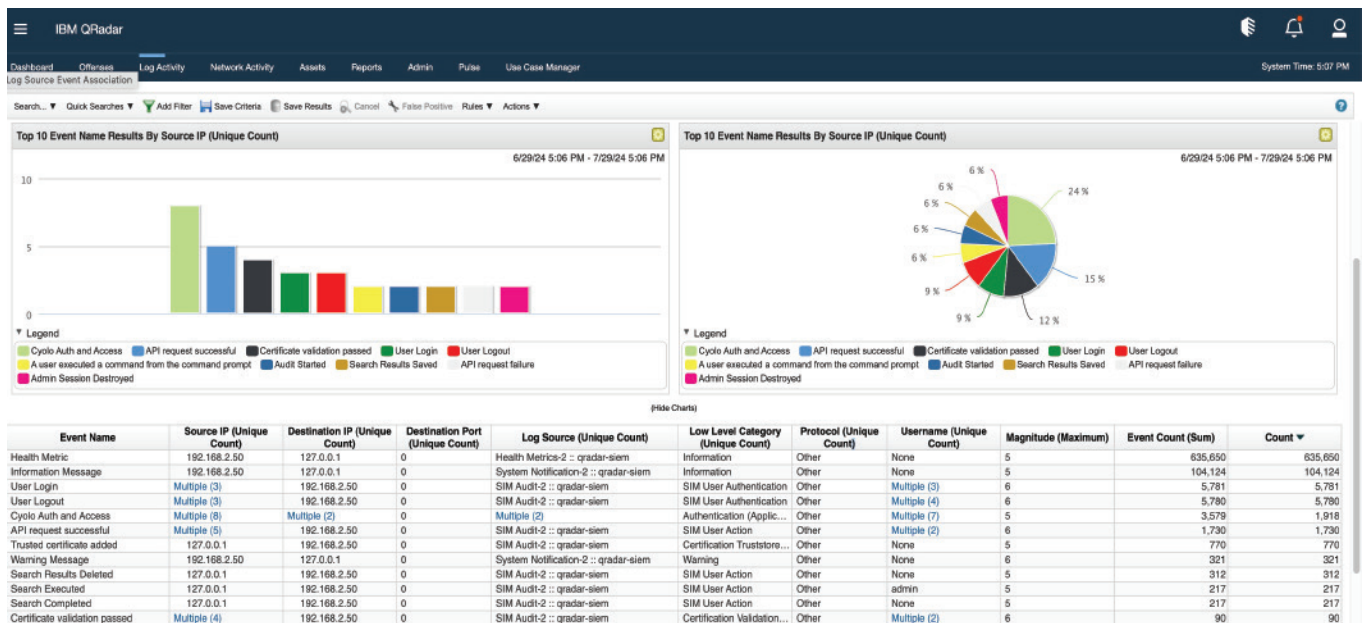 IBM QRadar
Dashboard Offenses Log Activity Network Activity Assets Reports Admin Pulse Use Case Manager System Time: 5:07 PM
Log Source Event Association
Search... ▼ Quick Searches ▼ Add Filter Save Criteria Save Results Cancel False Positive Rules ▼ Actions ▼
Top 10 Event Name Results By Source IP (Unique Count)
6/29/24 5:06 PM - 7/29/24 5:06 PM
10
5
0
▼ Legend
Cyolo Auth and Access API request successful Certificate validation passed User Login User Logout
A user executed a command from the command prompt Audit Started Search Results Saved API request failure
Admin Session Destroyed
Top 10 Event Name Results By Source IP (Unique Count)
6/29/24 5:06 PM - 7/29/24 5:06 PM
24 %
15 %
12 %
9 %
9 %
6 %
6 %
6 %
6 %
6 %
▼ Legend
Cyolo Auth and Access API request successful Certificate validation passed User Login User Logout
A user executed a command from the command prompt Audit Started Search Results Saved API request failure
Admin Session Destroyed
(Hide Charts)
Event Name Source IP (Unique Count) Destination IP (Unique Count) Destination Port (Unique Count) Log Source (Unique Count) Low Level Category (Unique Count) Protocol (Unique Count) Username (Unique Count) Magnitude (Maximum) Event Count (Sum) Count ▼
Health Metric 192.168.2.50 127.0.0.1 0 Health Metrics-2 :: qradar-siem Information Other None 5 635,650 635,650
Information Message 192.168.2.50 127.0.0.1 0 System Notification-2 :: qradar-siem Information Other None 5 104,124 104,124
User Login Multiple (3) 192.168.2.50 0 SIM Audit-2 :: qradar-siem SIM User Authentication Other Multiple (3) 6 5,781 5,781
User Logout Multiple (3) 192.168.2.50 0 SIM Audit-2 :: qradar-siem SIM User Authentication Other Multiple (4) 6 5,780 5,780
Cyolo Auth and Access Multiple (8) Multiple (2) 0 Multiple (2) Authentication (Applic... Other Multiple (7) 5 3,579 1,918
API request successful Multiple (5) 192.168.2.50 0 SIM Audit-2 :: qradar-siem SIM User Action Other Multiple (2) 6 1,730 1,730
Trusted certificate added 127.0.0.1 192.168.2.50 0 SIM Audit-2 :: qradar-siem Certification Truststore... Other None 5 770 770
Warning Message 192.168.2.50 127.0.0.1 0 System Notification-2 :: qradar-siem Warning Other None 6 321 321
Search Results Deleted 127.0.0.1 192.168.2.50 0 SIM Audit-2 :: qradar-siem SIM User Action Other None 5 312 312
Search Executed 127.0.0.1 192.168.2.50 0 SIM Audit-2 :: qradar-siem SIM User Action Other admin 5 217 217
Search Completed 127.0.0.1 192.168.2.50 0 SIM Audit-2 :: qradar-siem SIM User Action Other None 5 217 217
Certificate validation passed Multiple (4) 192.168.2.50 0 SIM Audit-2 :: qradar-siem Certification Validation... Other Multiple (2) 6 90 90